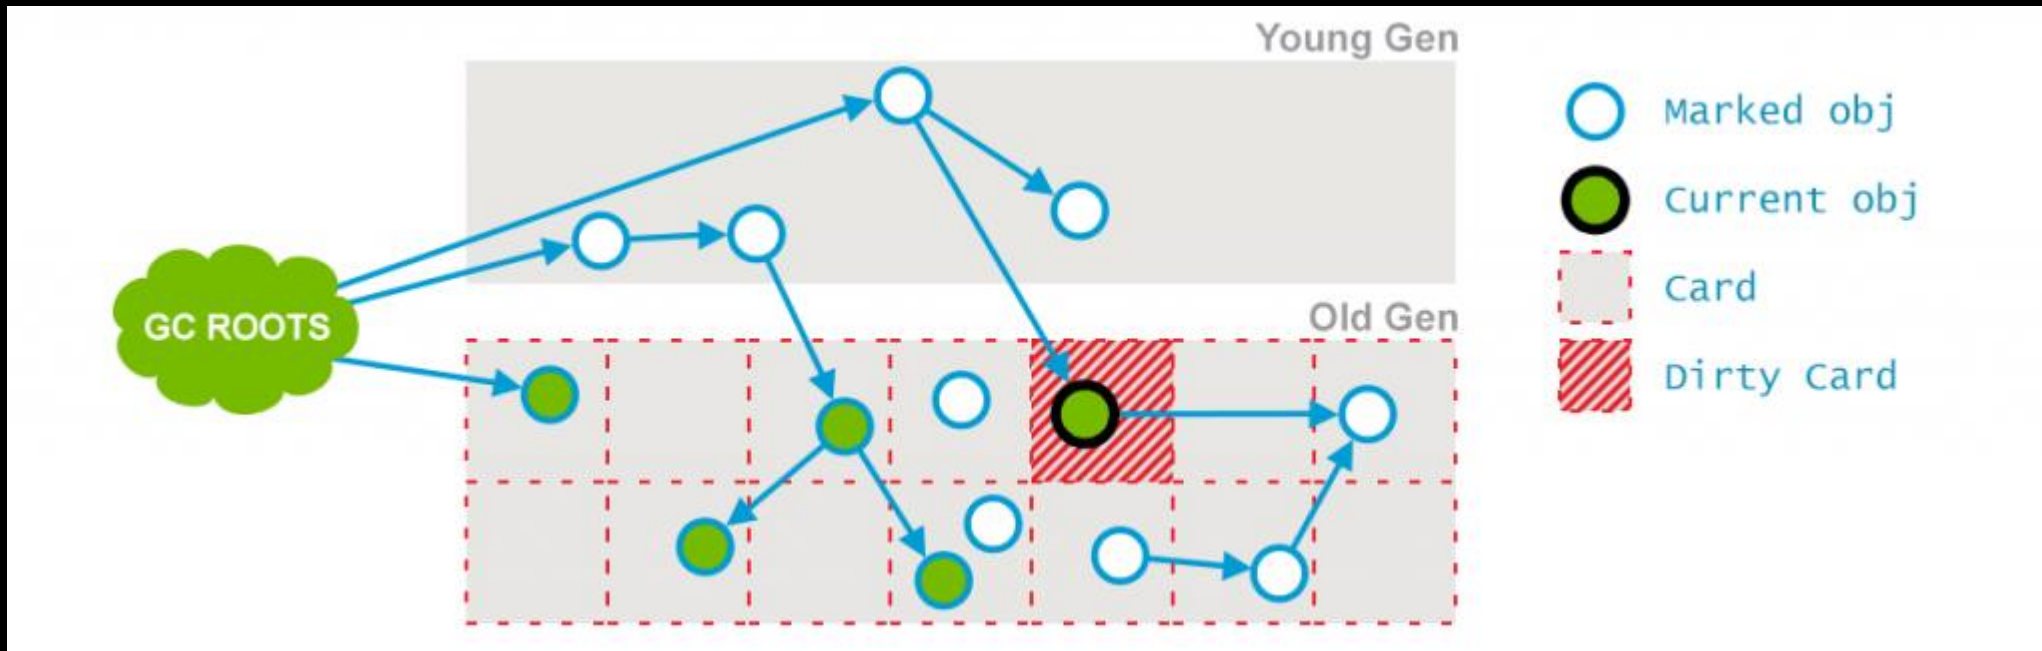 Young Gen
Marked obj
Current obj
GC ROOTS
Card
Old Gen
Dirty Card